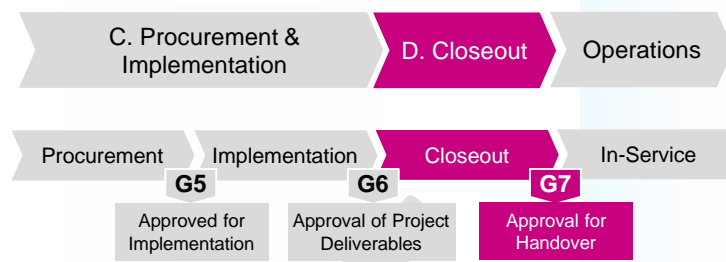 C. Procurement &
Implementation
D. Closeout
Operations
Procurement
Implementation
Closeout
In-Service
G5
G6
G7
Approved for
Implementation
Approval of Project
Deliverables
Approval for
Handover